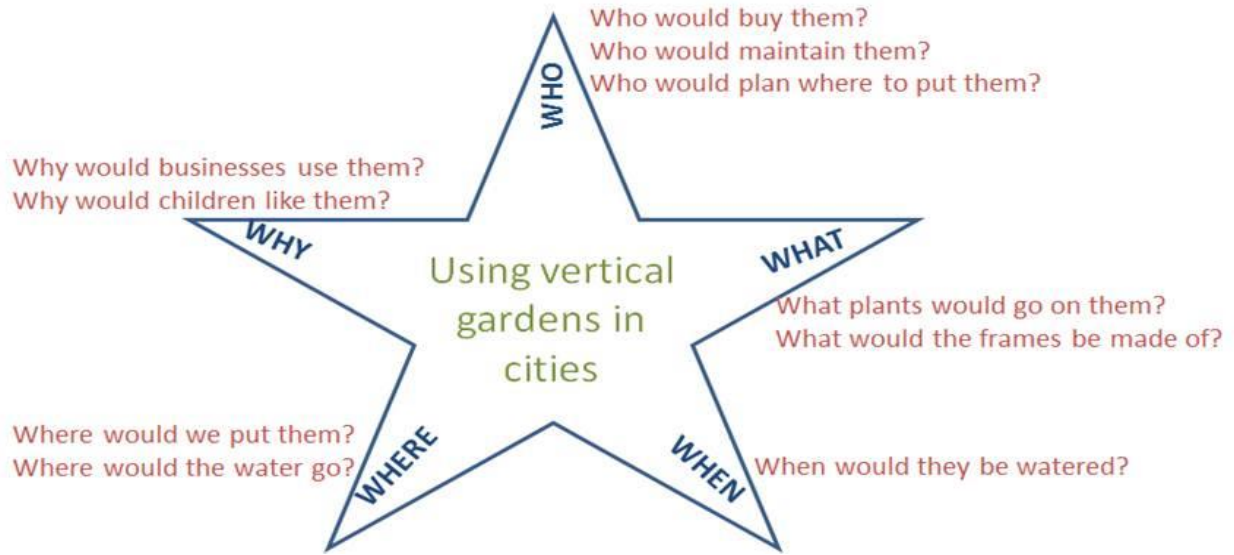 WHO
Who would buy them?
Who would maintain them?
Who would plan where to put them?
WHY
Why would businesses use them?
Why would children like them?
WHAT
What plants would go on them?
What would the frames be made of?
Using vertical
gardens in
cities
WHERE
Where would we put them?
Where would the water go?
WHEN
When would they be watered?